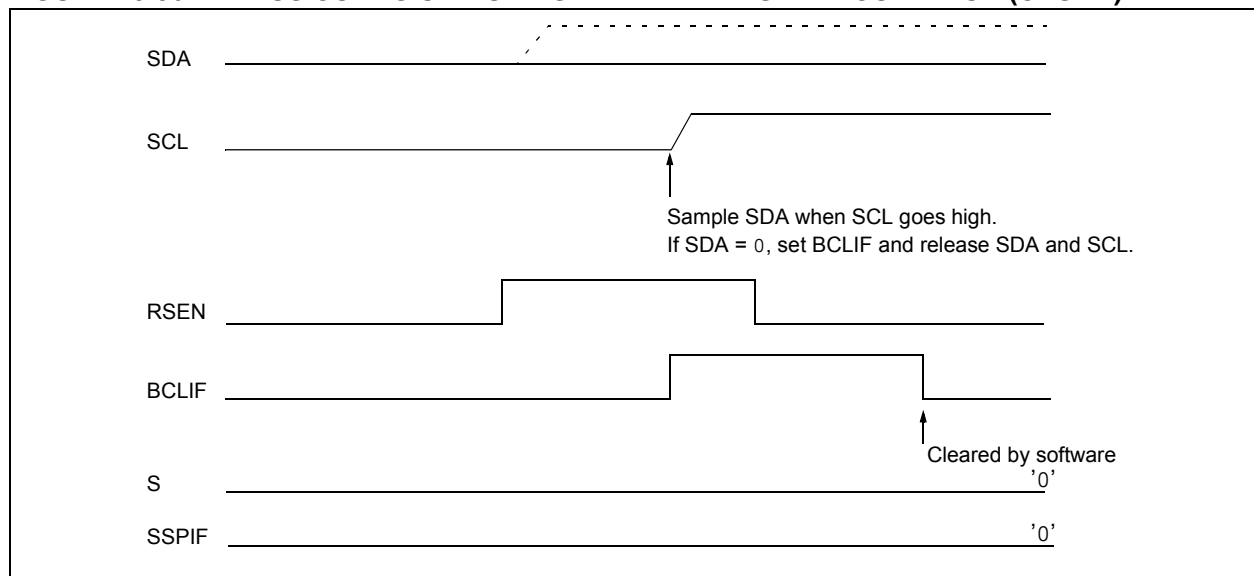 SDA
SCL
Sample SDA when SCL goes high.
If SDA = 0, set BCLIF and release SDA and SCL.
RSEN
BCLIF
Cleared by software
S
'0'
SSPIF
'0'